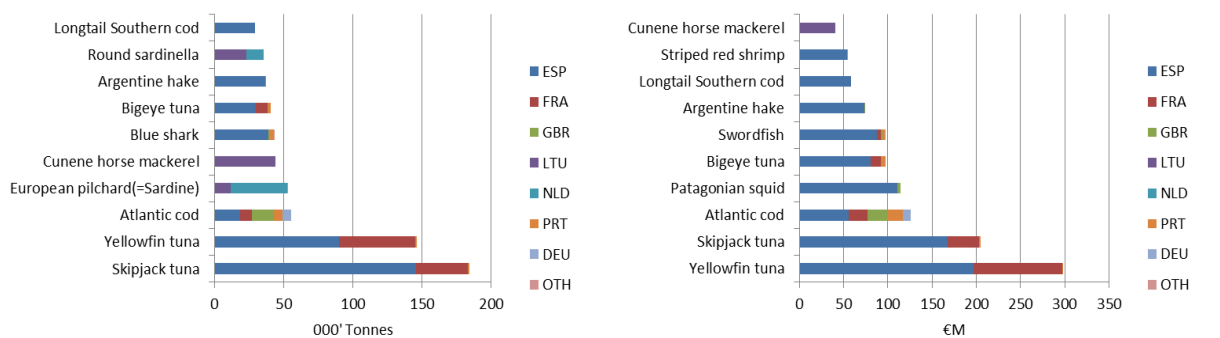 Longtail Southern cod
Round sardinella
Argentine hake
Bigeye tuna
Blue shark
Cunene horse mackerel
European pilchard(=Sardine)
Atlantic cod
Yellowfin tuna
Skipjack tuna
0 50 100 150 200
000' Tonnes
ESP
FRA
GBR
LTU
NLD
PRT
DEU
OTH
Cunene horse mackerel
Striped red shrimp
Longtail Southern cod
Argentine hake
Swordfish
Bigeye tuna
Patagonian squid
Atlantic cod
Skipjack tuna
Yellowfin tuna
0 50 100 150 200 250 300 350
€M
ESP
FRA
GBR
LTU
NLD
PRT
DEU
OTH